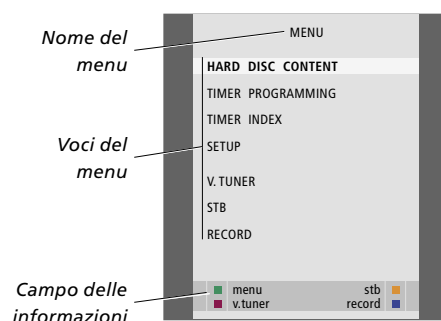 Nome del
menu
MENU
HARD DISC CONTENT
TIMER PROGRAMMING
TIMER INDEX
Voci del
menu
SETUP
V. TUNER
STB
RECORD
Campo delle
informazioni
menu stb
v.tuner record